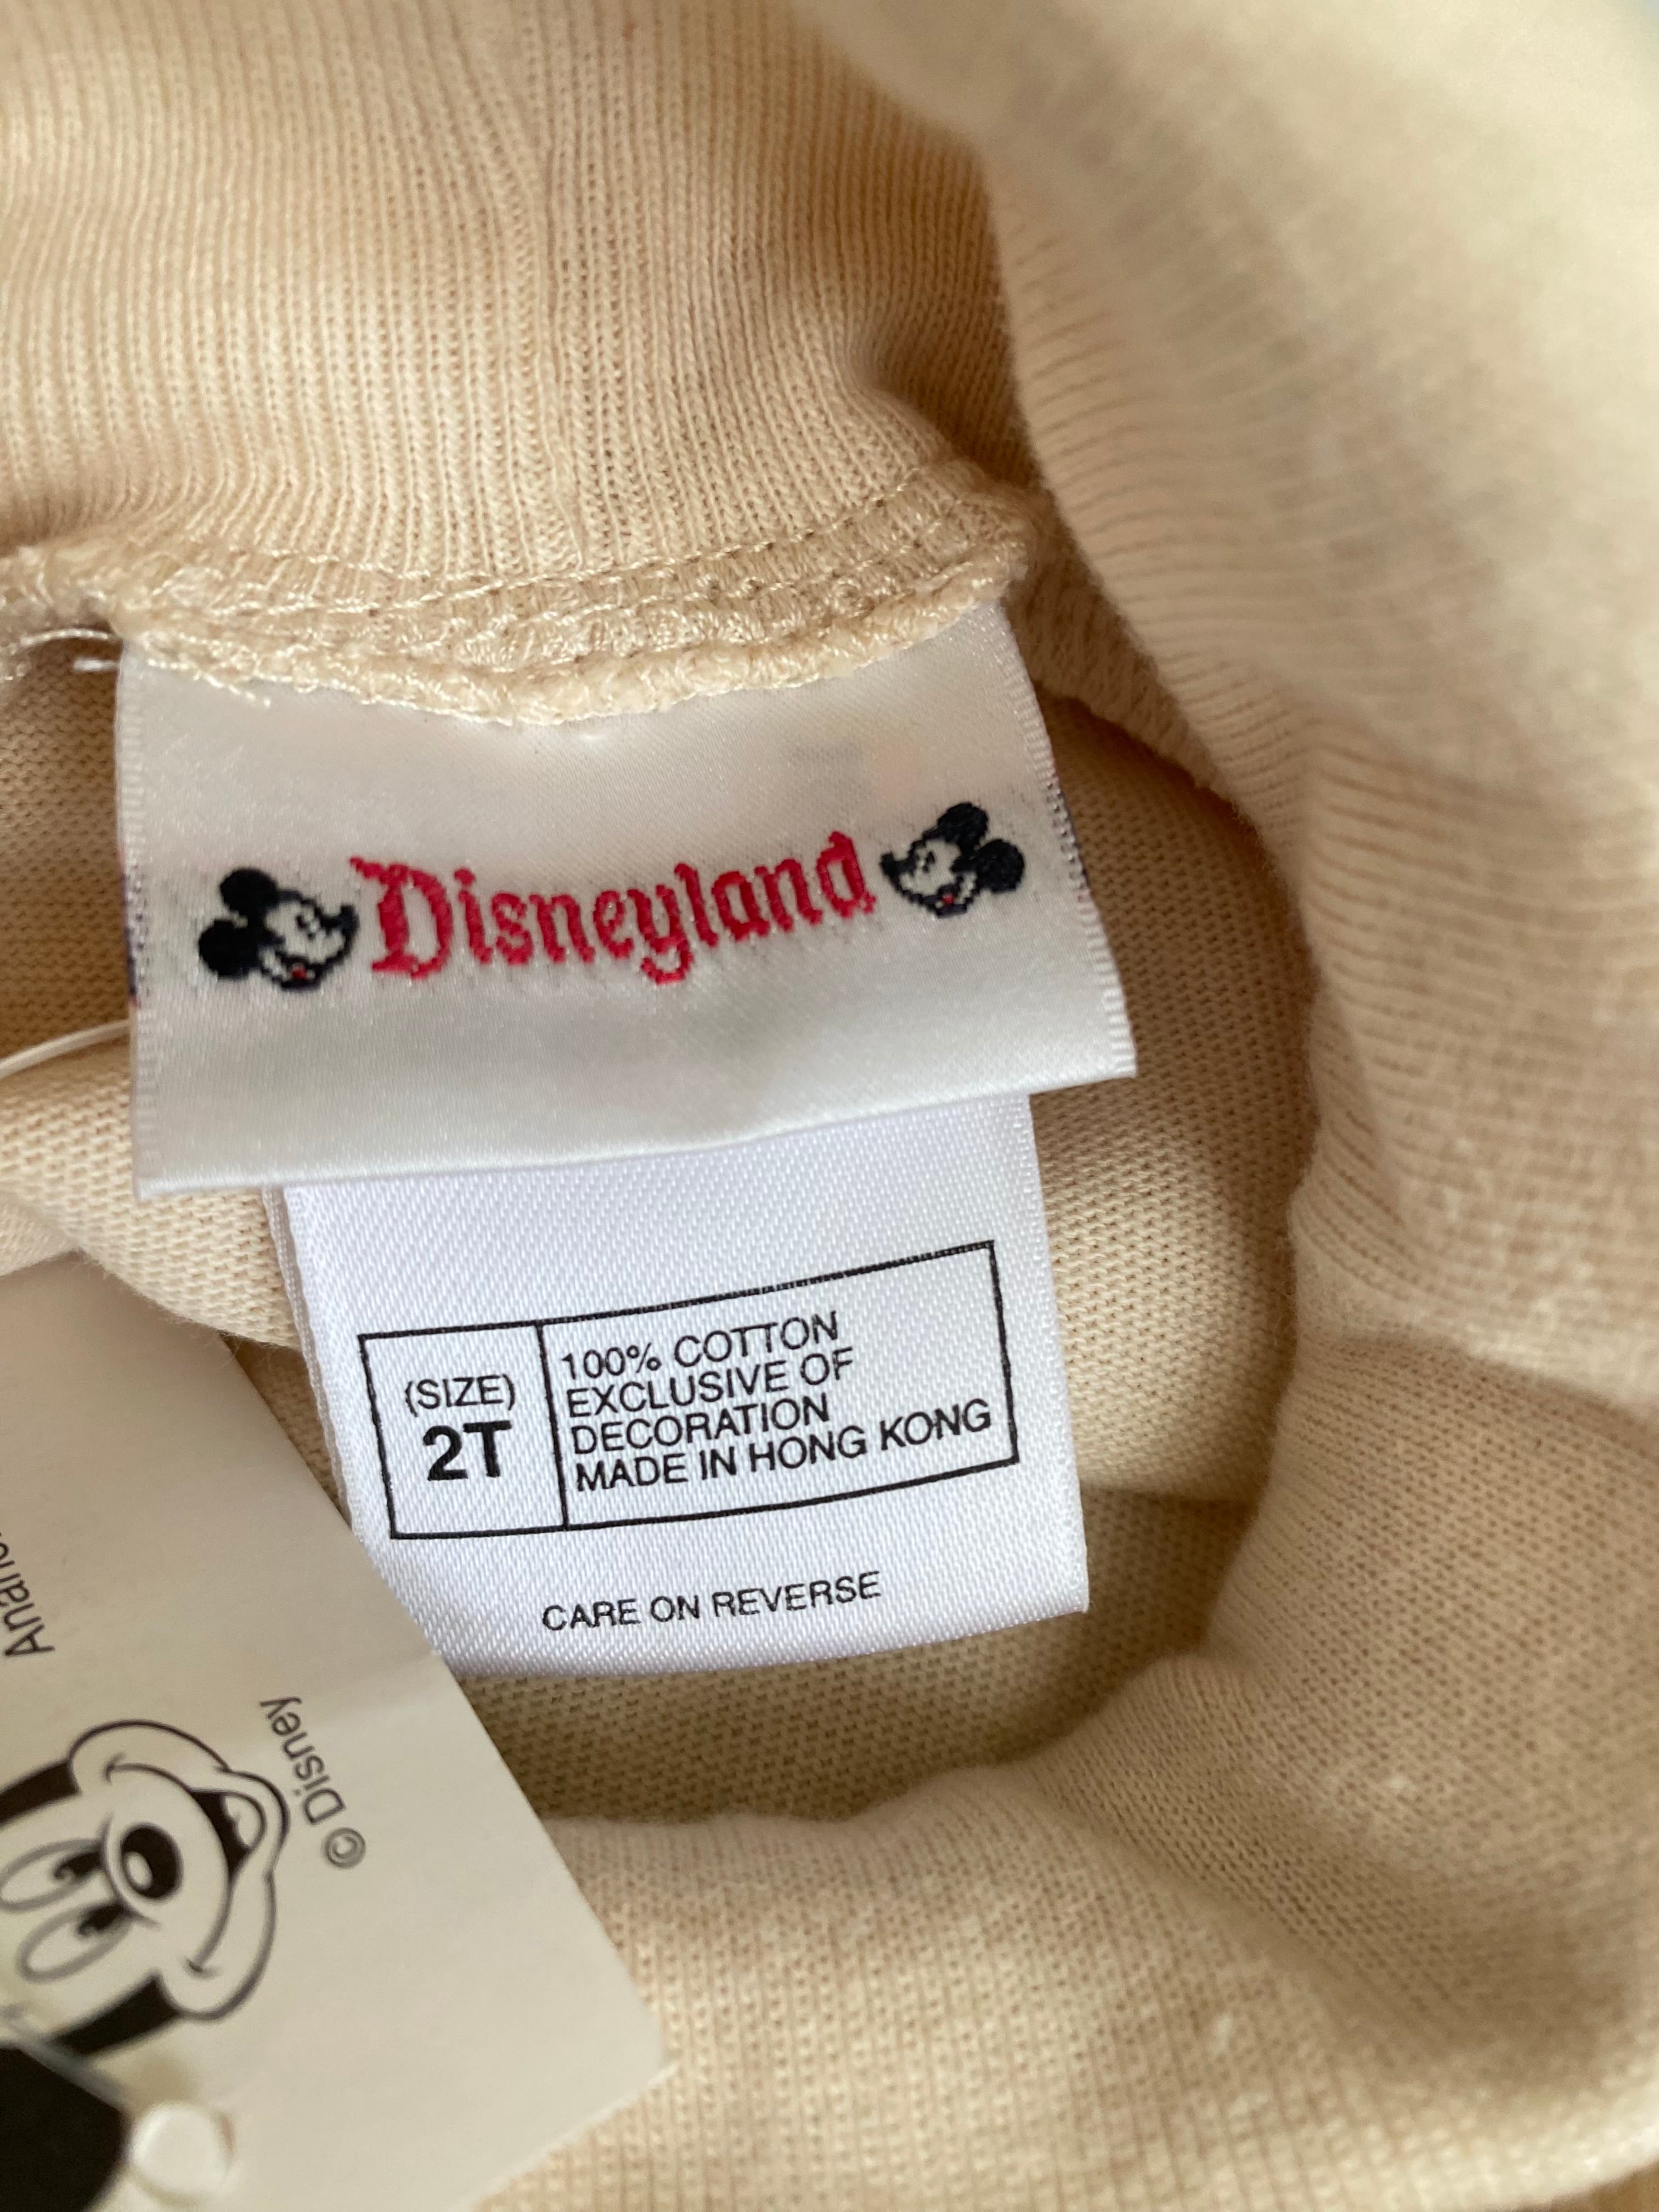 Disneyland
(SIZE)
2T
100% COTTON
EXCLUSIVE OF
DECORATION
MADE IN HONG KONG
CARE ON REVERSE
© Disney